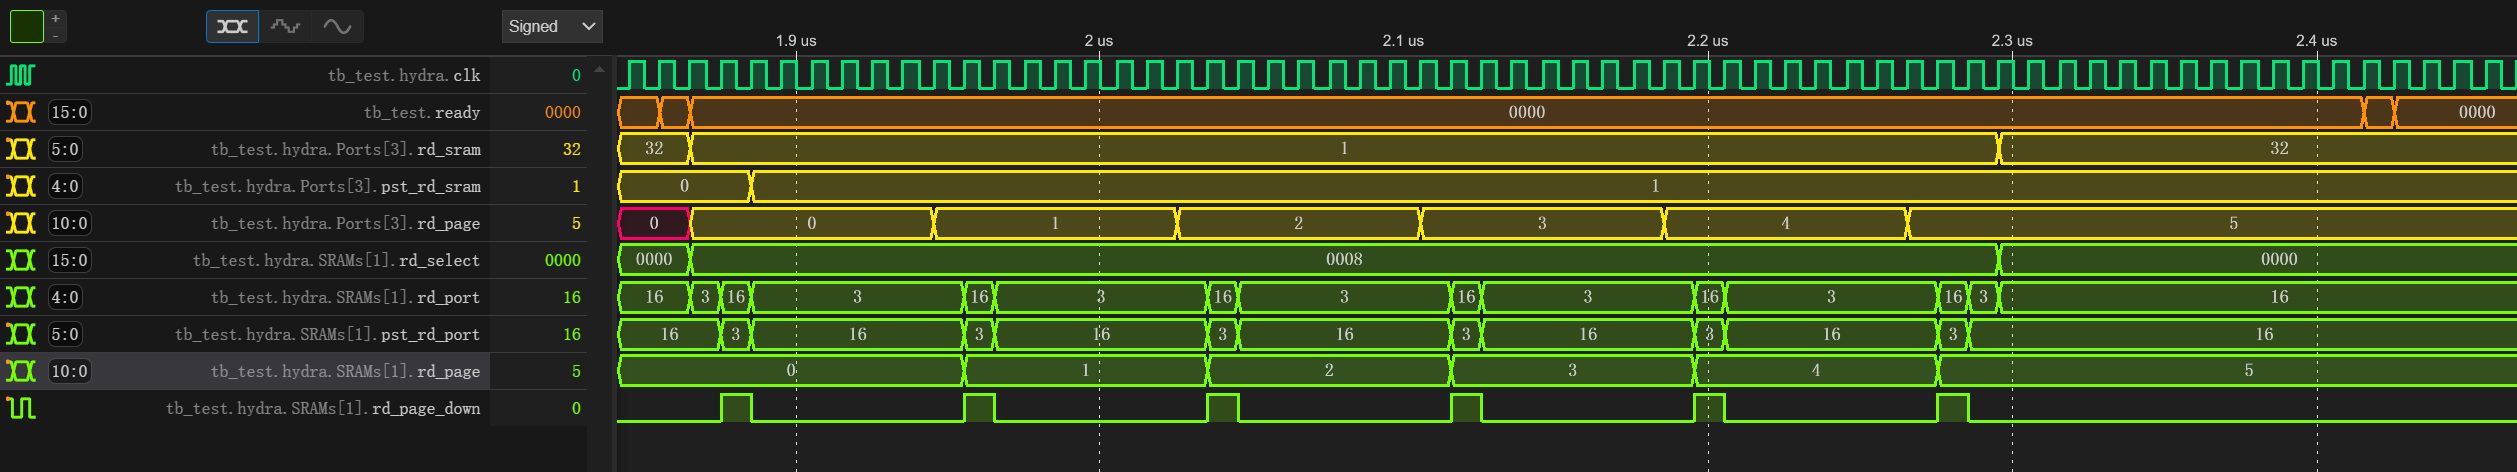 +
-
Signed
1.9 us 2 us 2.1 us 2.2 us 2.3 us 2.4 us
tb_test.hydra.clk 0
15:0 tb_test.ready 0000 0000 0000
5:0 tb_test.hydra.Ports[3].rd_sram 32 32 1 32
4:0 tb_test.hydra.Ports[3].pst_rd_sram 1 0 1
10:0 tb_test.hydra.Ports[3].rd_page 5 0 0 1 2 3 4 5
15:0 tb_test.hydra.SRAMs[1].rd_select 0000 0000 0008 0000
4:0 tb_test.hydra.SRAMs[1].rd_port 16 16 3 16 3 16 3 16 3 16 3 16 3 16 3 16
5:0 tb_test.hydra.SRAMs[1].pst_rd_port 16 16 3 16 3 16 3 16 3 16 3 16 3 16
10:0 tb_test.hydra.SRAMs[1].rd_page 5 0 1 2 3 4 5
tb_test.hydra.SRAMs[1].rd_page_down 0